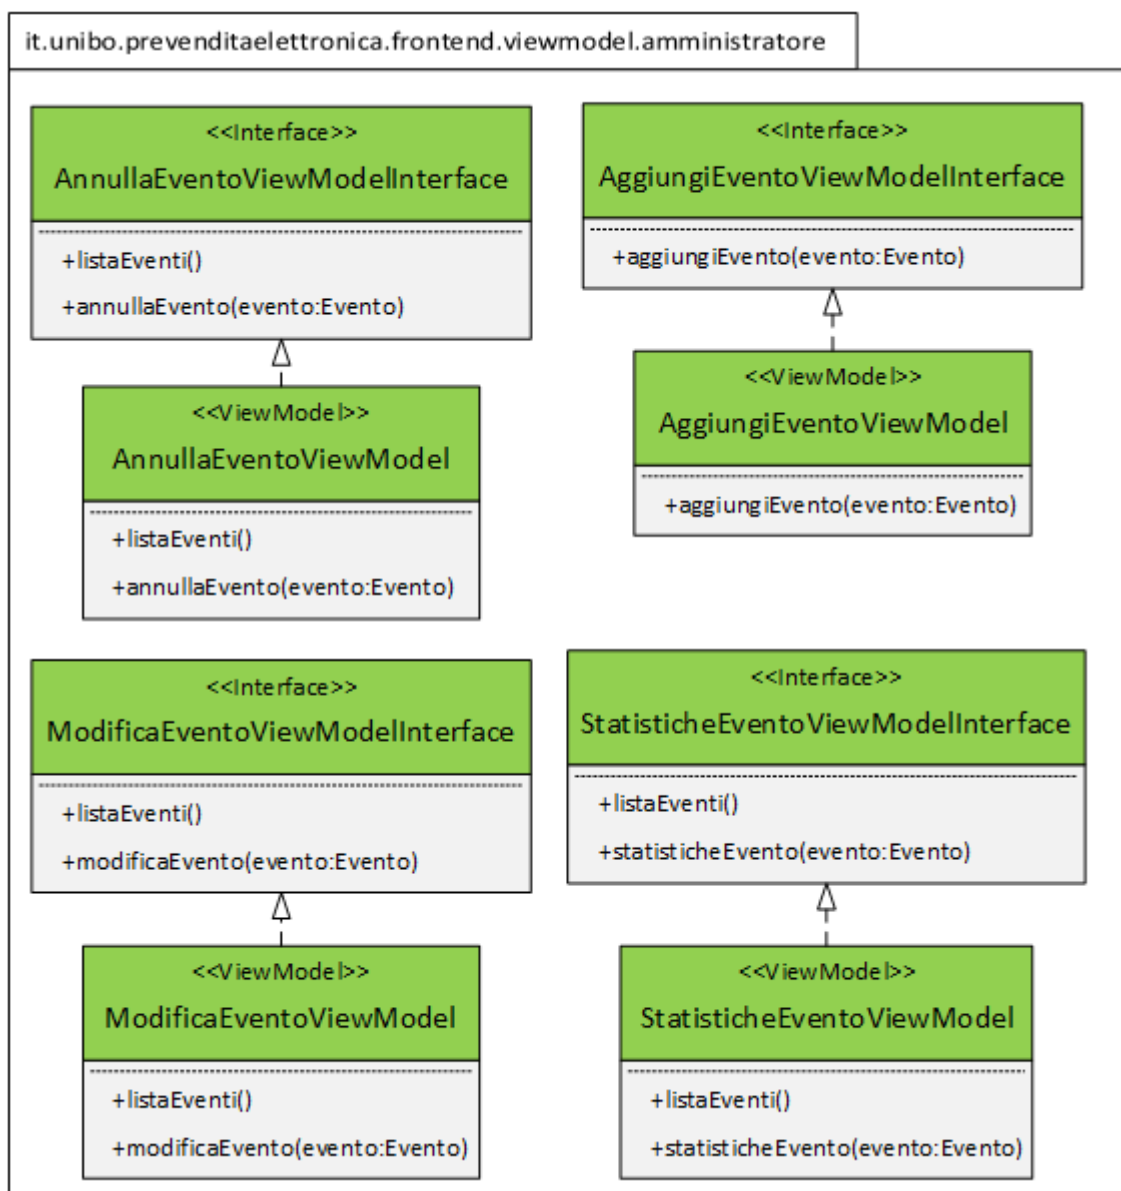 it.unibo.prevenditaelettronica.frontend.viewmodel.amministratore
<<Interface>>
AnnullaEventoViewModelInterface
+listaEventi()
+annullaEvento(evento:Evento)
<<ViewModel>>
AnnullaEventoViewModel
+listaEventi()
+annullaEvento(evento:Evento)
<<Interface>>
AggiungiEventoViewModelInterface
+aggiungiEvento(evento:Evento)
<<ViewModel>>
AggiungiEventoViewModel
+aggiungiEvento(evento:Evento)
<<Interface>>
ModificaEventoViewModelInterface
+listaEventi()
+modificaEvento(evento:Evento)
<<ViewModel>>
ModificaEventoViewModel
+listaEventi()
+modificaEvento(evento:Evento)
<<Interface>>
StatisticheEventoViewModelInterface
+listaEventi()
+statisticheEvento(evento:Evento)
<<ViewModel>>
StatisticheEventoViewModel
+listaEventi()
+statisticheEvento(evento:Evento)